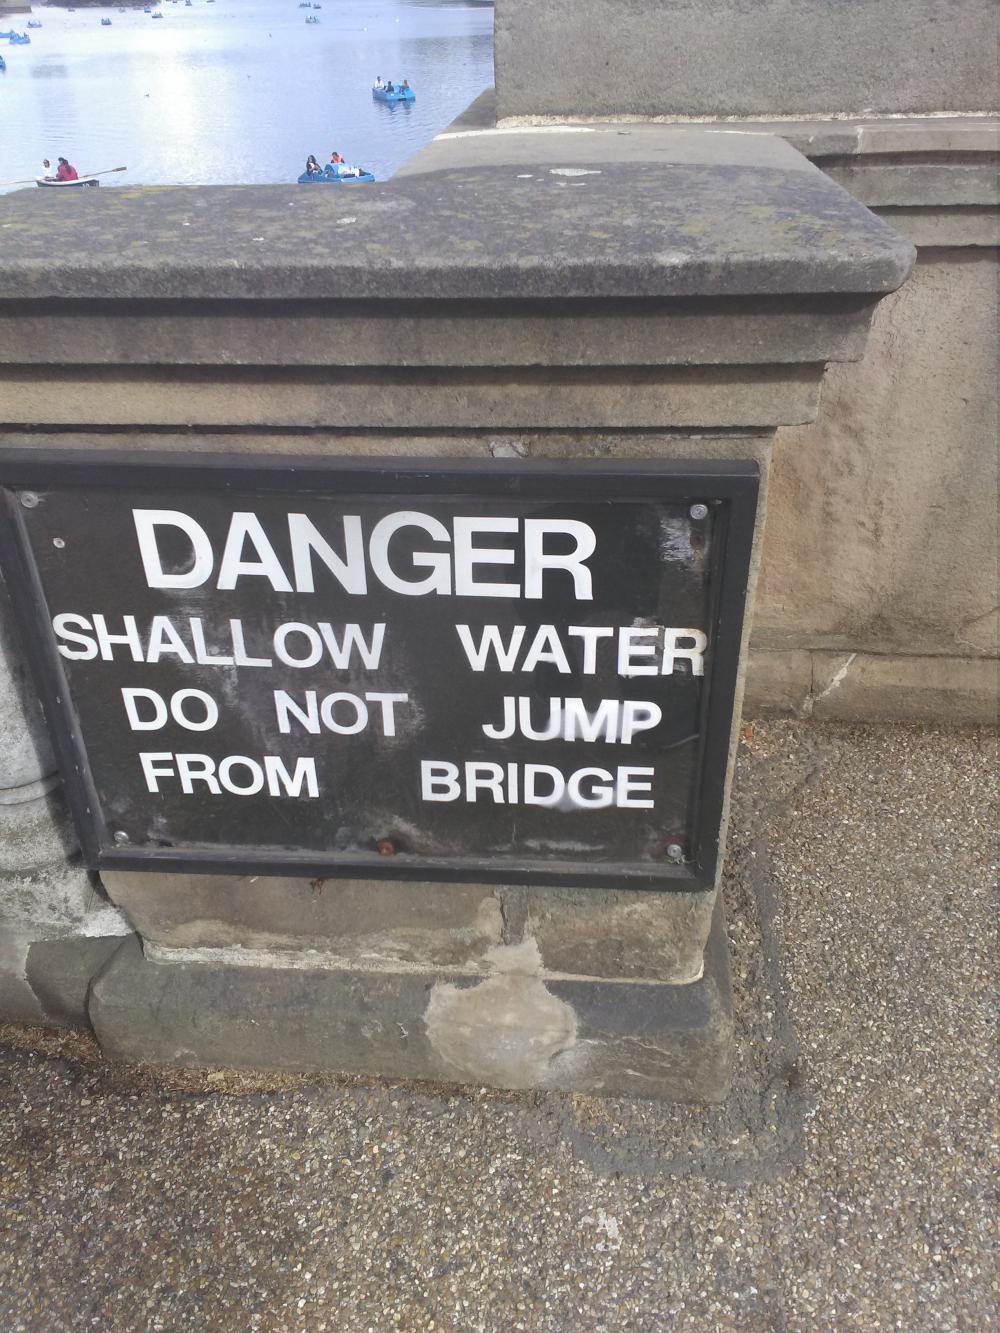 DANGER
SHALLOW WATER
DO NOT JUMP
FROM BRIDGE